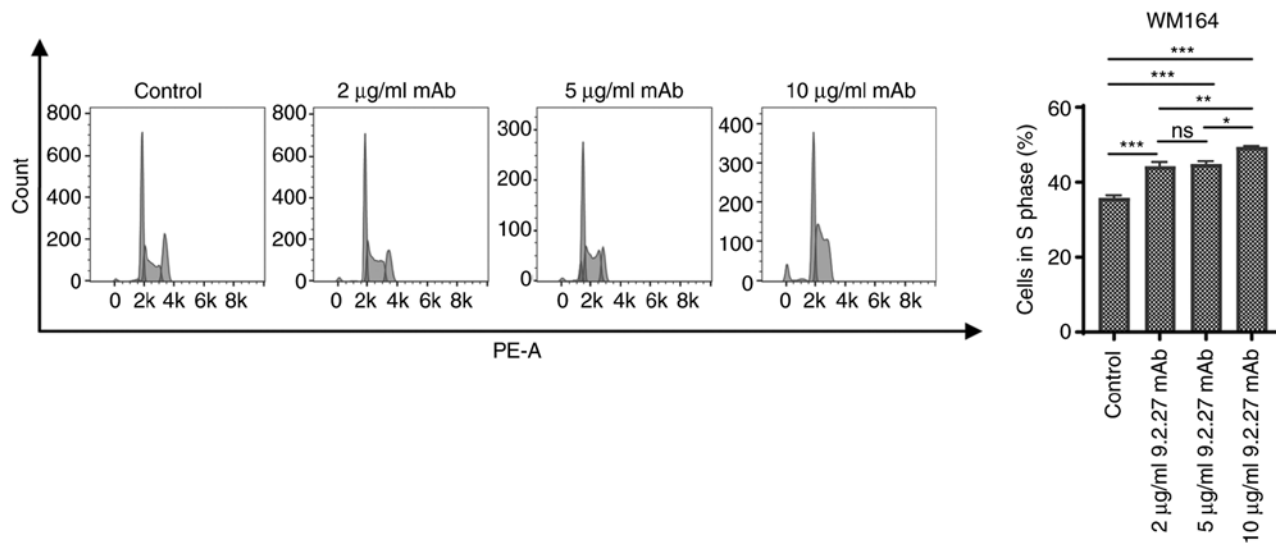 Control
2 µg/ml mAb
5 µg/ml mAb
10 µg/ml mAb
Count
800
600
400
200
0
0 2k 4k 6k 8k
800
600
400
200
0
0 2k 4k 6k 8k
300
200
100
0
0 2k 4k 6k 8k
400
300
200
100
0
0 2k 4k 6k 8k
PE-A
WM164
***
***
**
*
ns
***
Cells in S phase (%)
60
40
20
0
Control
2 µg/ml 9.2.27 mAb
5 µg/ml 9.2.27 mAb
10 µg/ml 9.2.27 mAb